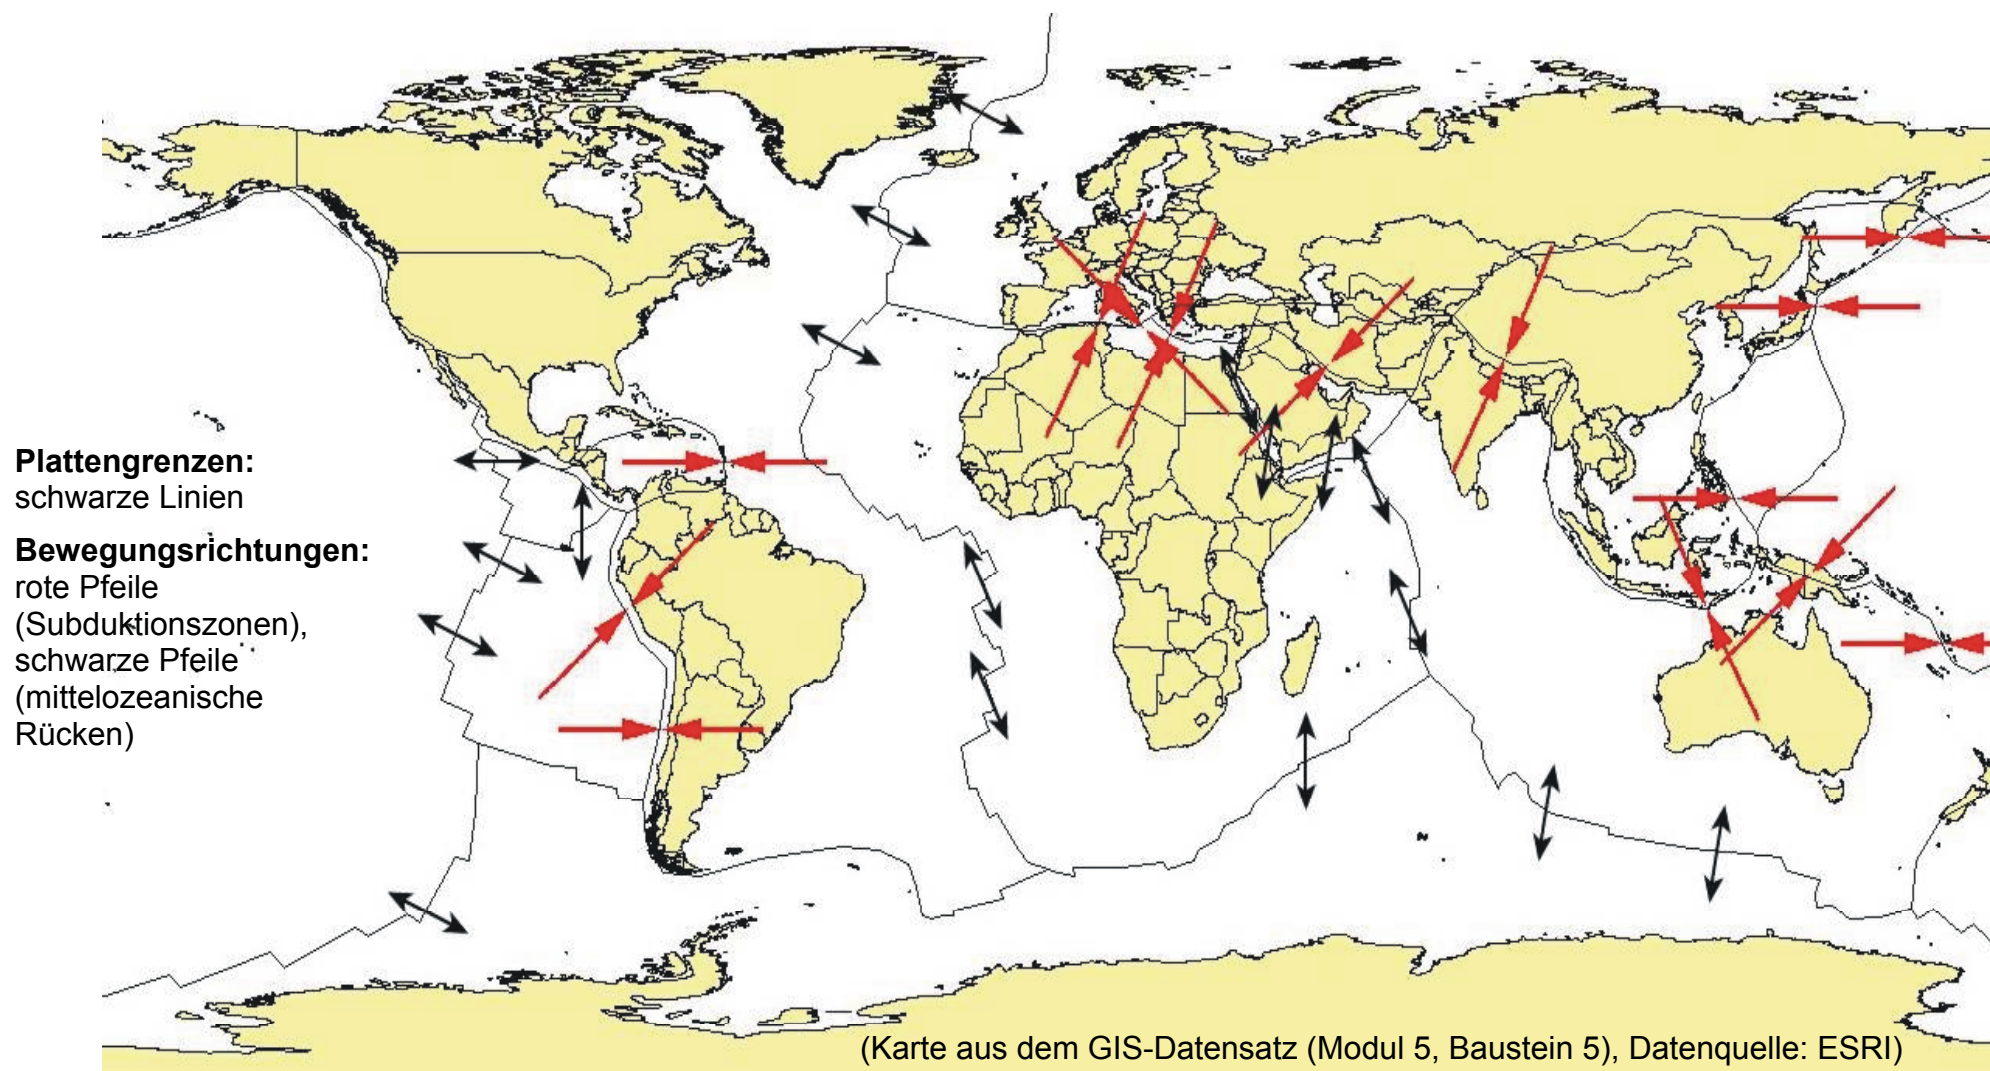 Plattengrenzen:
schwarze Linien
Bewegungsrichtungen:
rote Pfeile
(Subduktionszonen),
schwarze Pfeile
(mittelozeanische
Rücken)
(Karte aus dem GIS-Datensatz (Modul 5, Baustein 5), Datenquelle: ESRI)